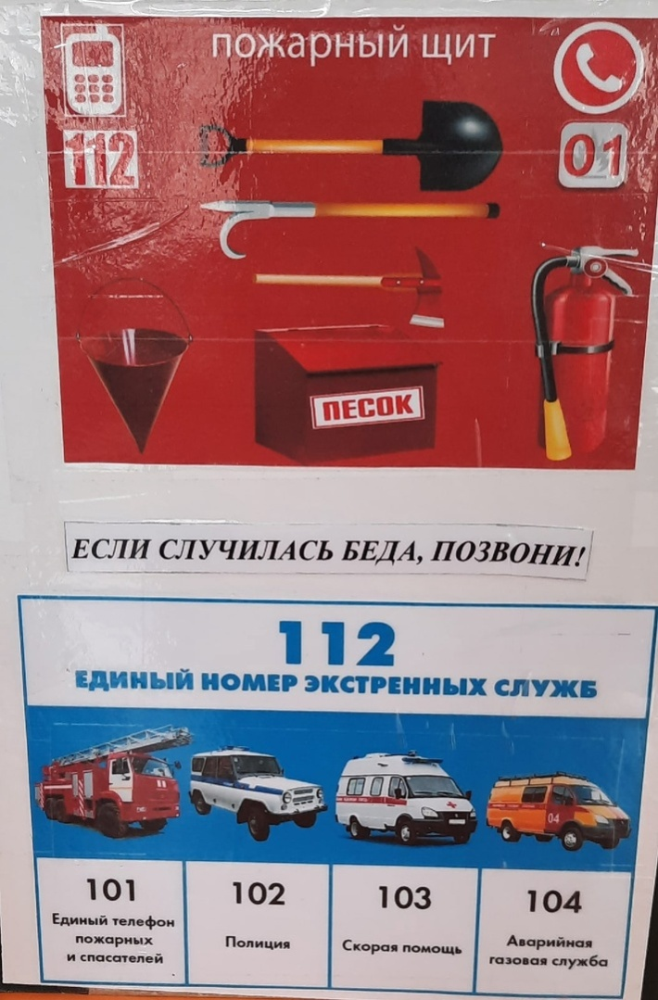 пожарный щит
112
01
ПЕСОК
ЕСЛИ СЛУЧИЛАСЬ БЕДА, ПОЗВОНИ!
112
ЕДИНЫЙ НОМЕР ЭКСТРЕННЫХ СЛУЖБ
04
101
Единый телефон
пожарных
и спасателей
102
Полиция
103
Скорая помощь
104
Аварийная
газовая служба